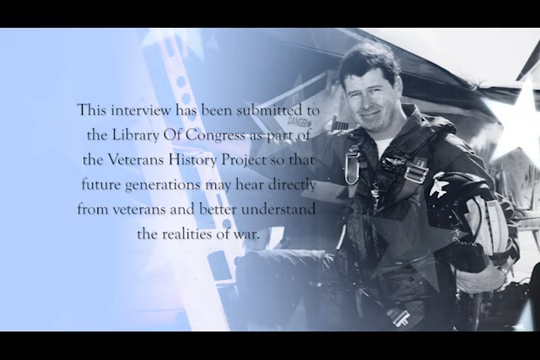 This interview has been submitted to
the Library Of Congress as part of
the Veterans History Project so that
future generations may hear directly
from veterans and better understand
the realities of war.
DANGER